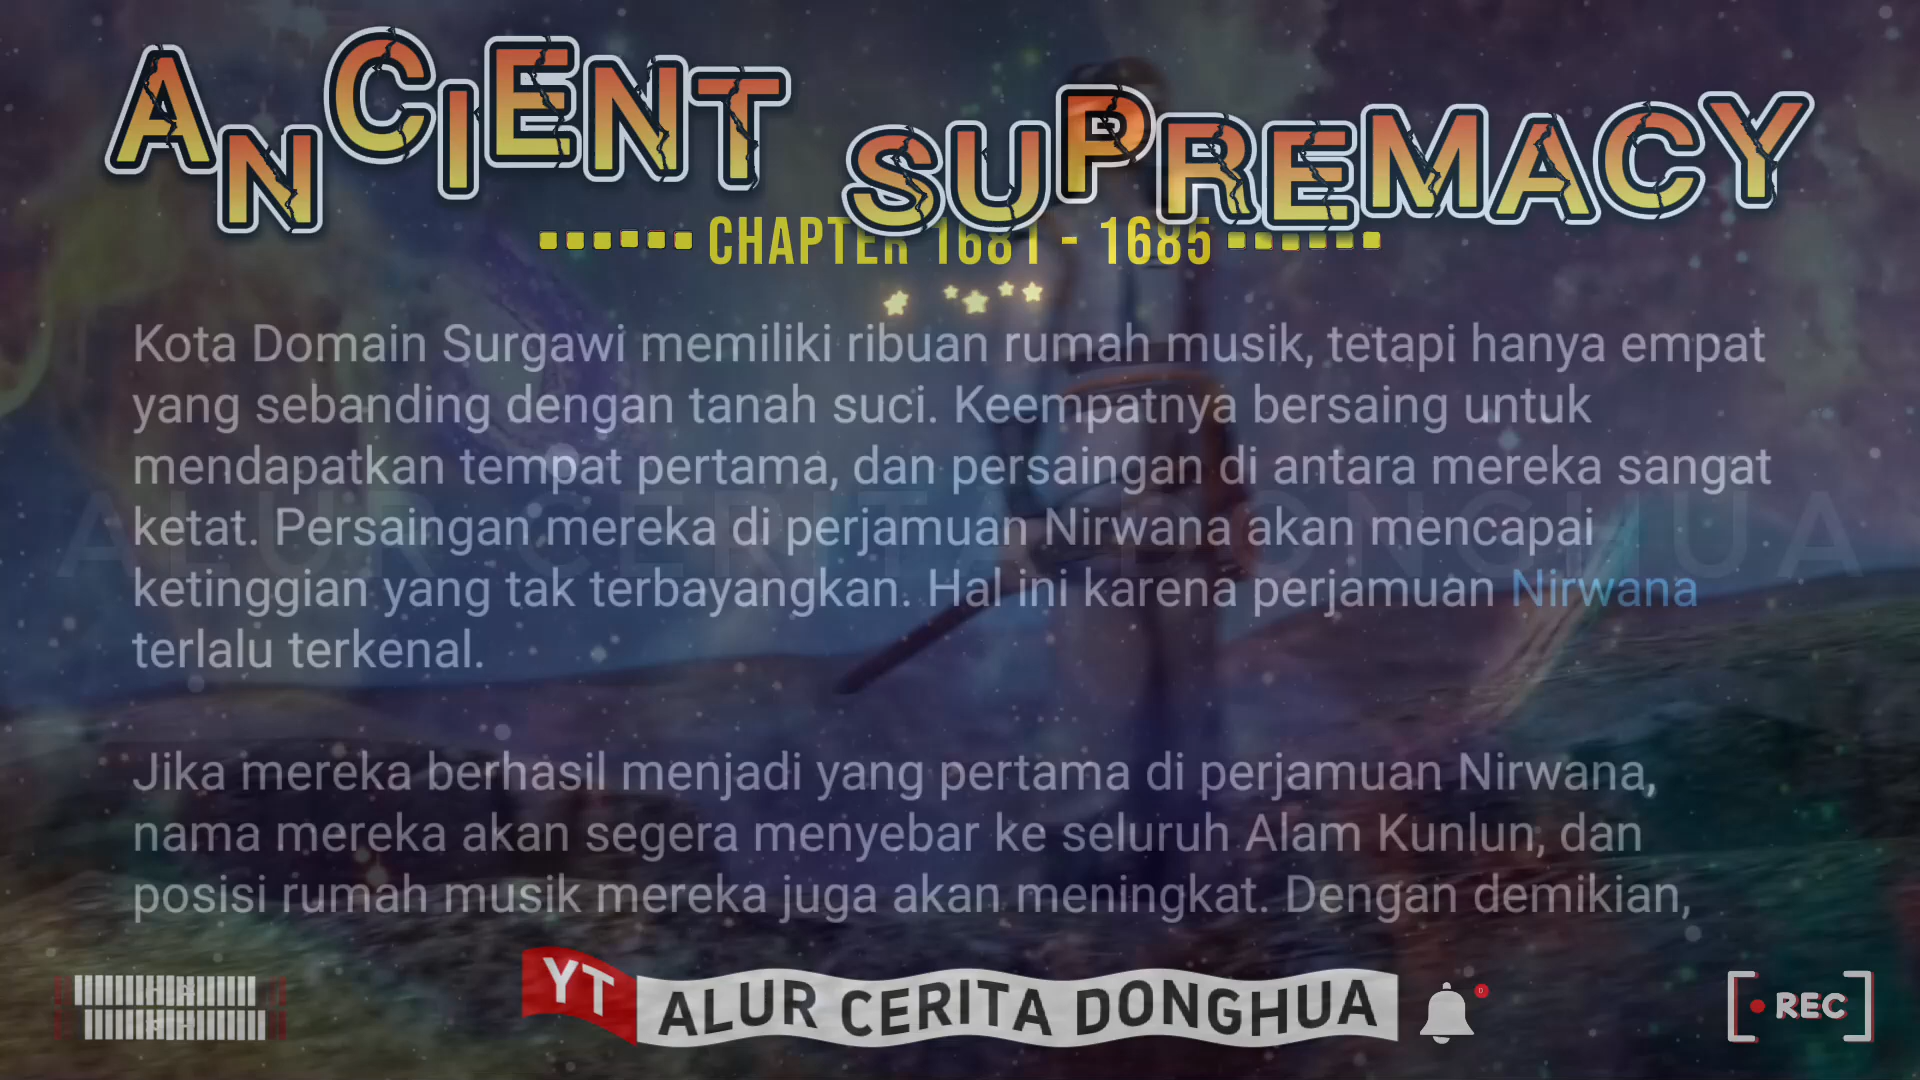 ANCIENT SUPREMACY
CHAPTER 1681 - 1685
Kota Domain Surgawi memiliki ribuan rumah musik, tetapi hanya empat
yang sebanding dengan tanah suci. Keempatnya bersaing untuk
mendapatkan tempat pertama, dan persaingan di antara mereka sangat
ketat. Persaingan mereka di perjamuan Nirwana akan mencapai
ketinggian yang tak terbayangkan. Hal ini karena perjamuan Nirwana
terlalu terkenal.
Jika mereka berhasil menjadi yang pertama di perjamuan Nirwana,
nama mereka akan segera menyebar ke seluruh Alam Kunlun, dan
posisi rumah musik mereka juga akan meningkat. Dengan demikian,
ALUR CERITA DONGHUA
YT ALUR CERITA DONGHUA
REC